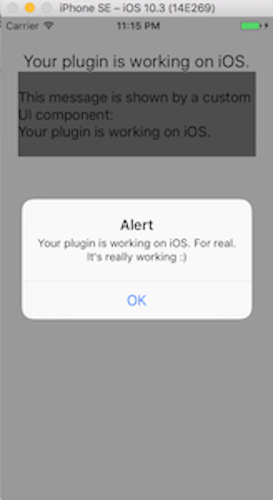 iPhone SE – iOS 10.3 (14E269)
Carrier 11:15 PM
Your plugin is working on iOS.
This message is shown by a custom
UI component:
Your plugin is working on iOS.
Alert
Your plugin is working on iOS. For real.
It's really working :)
OK